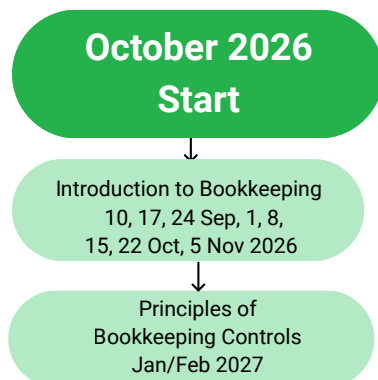 October 2026
Start
Introduction to Bookkeeping
10, 17, 24 Sep, 1, 8,
15, 22 Oct, 5 Nov 2026
Principles of
Bookkeeping Controls
Jan/Feb 2027